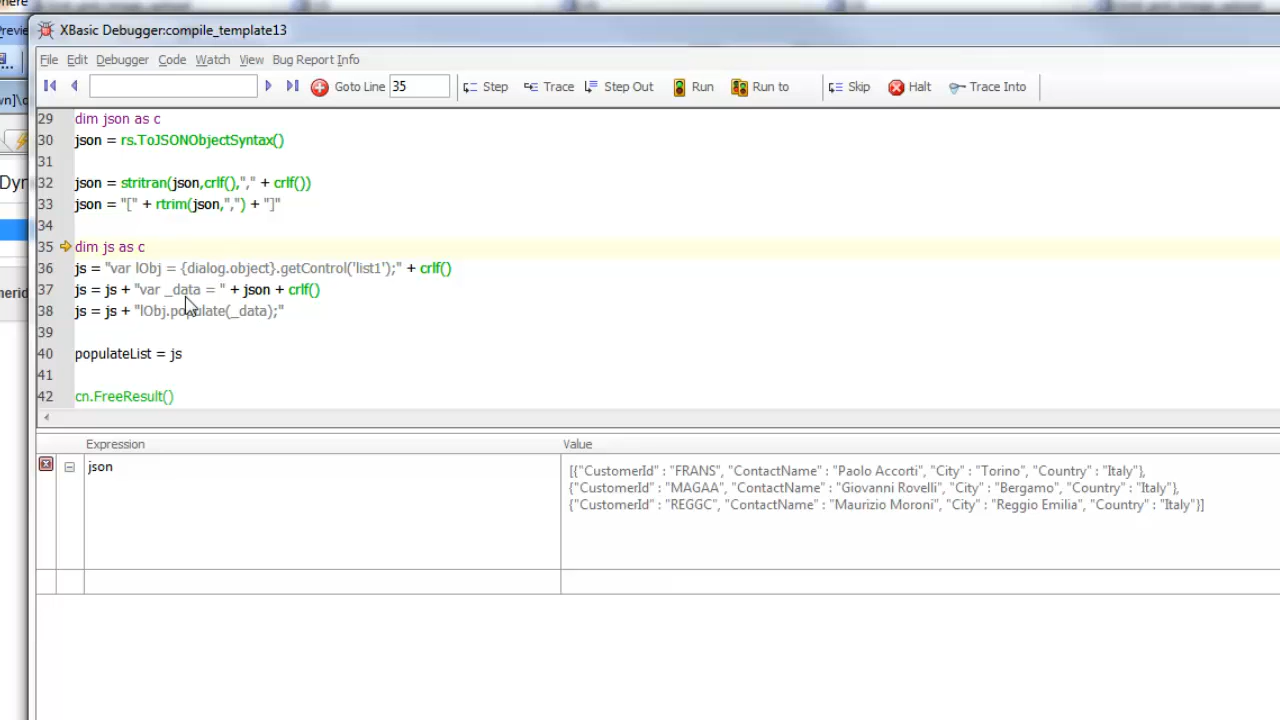 XBasic Debugger:compile_template13
Previe
File Edit Debugger Code Watch View Bug Report Info
Goto Line 35 Step Trace Step Out Run Run to Skip Halt Trace Into
wn]\c
29 dim json as c
30 json = rs.ToJSONObjectSyntax()
31
Dyn
32 json = stritran(json,crlf(),"," + crlf())
33 json = "[" + rtrim(json,",") + "]"
34
35 dim js as c
36 js = "var lObj = {dialog.object}.getControl('list1');" + crlf()
merid
37 js = js + "var _data = " + json + crlf()
38 js = js + "lObj.populate(_data);"
39
40 populateList = js
41
42 cn.FreeResult()
Expression Value
json
[{"CustomerId" : "FRANS", "ContactName" : "Paolo Accorti", "City" : "Torino", "Country" : "Italy"},
{"CustomerId" : "MAGAA", "ContactName" : "Giovanni Rovelli", "City" : "Bergamo", "Country" : "Italy"},
{"CustomerId" : "REGGC", "ContactName" : "Maurizio Moroni", "City" : "Reggio Emilia", "Country" : "Italy"}]